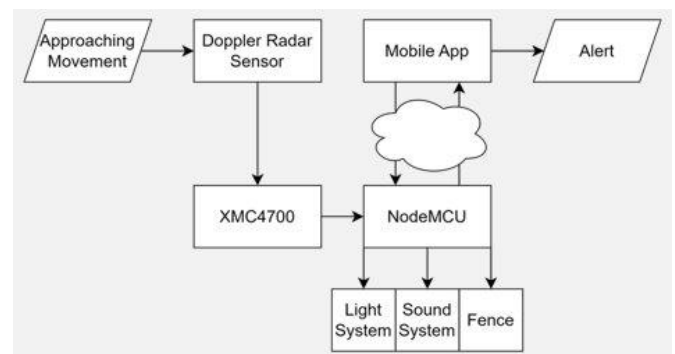 Approaching
Movement
Doppler Radar
Sensor
Mobile App
Alert
XMC4700
NodeMCU
Light
System
Sound
System
Fence